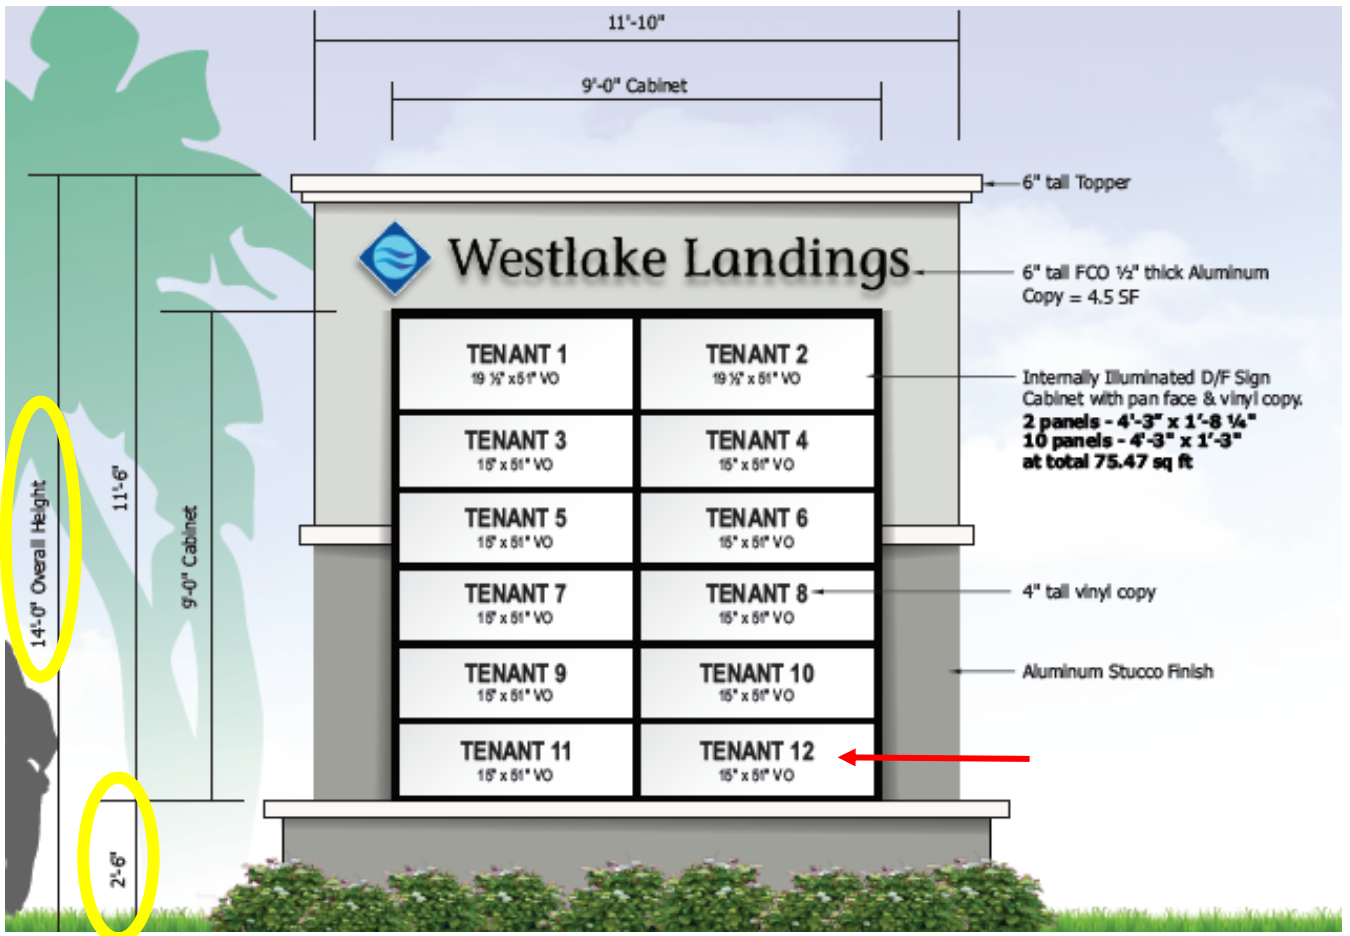 11'-10"
9'-0" Cabinet
6" tall Topper
Westlake Landings
6" tall FCO ½" thick Aluminum
Copy = 4.5 SF
TENANT 1
19 ½" x 51" VO
TENANT 2
19 ½" x 51" VO
Internally Illuminated D/F Sign
Cabinet with pan face & vinyl copy.
2 panels - 4'-3" x 1'-8 ¼"
10 panels - 4'-3" x 1'-3"
at total 75.47 sq ft
TENANT 3
15" x 51" VO
TENANT 4
15" x 51" VO
14'-0" Overall Height
11'-6"
9'-0" Cabinet
TENANT 5
15" x 51" VO
TENANT 6
15" x 51" VO
TENANT 7
15" x 51" VO
TENANT 8
15" x 51" VO
4" tall vinyl copy
TENANT 9
15" x 51" VO
TENANT 10
15" x 51" VO
Aluminum Stucco Finish
TENANT 11
15" x 51" VO
TENANT 12
15" x 51" VO
2'-6"